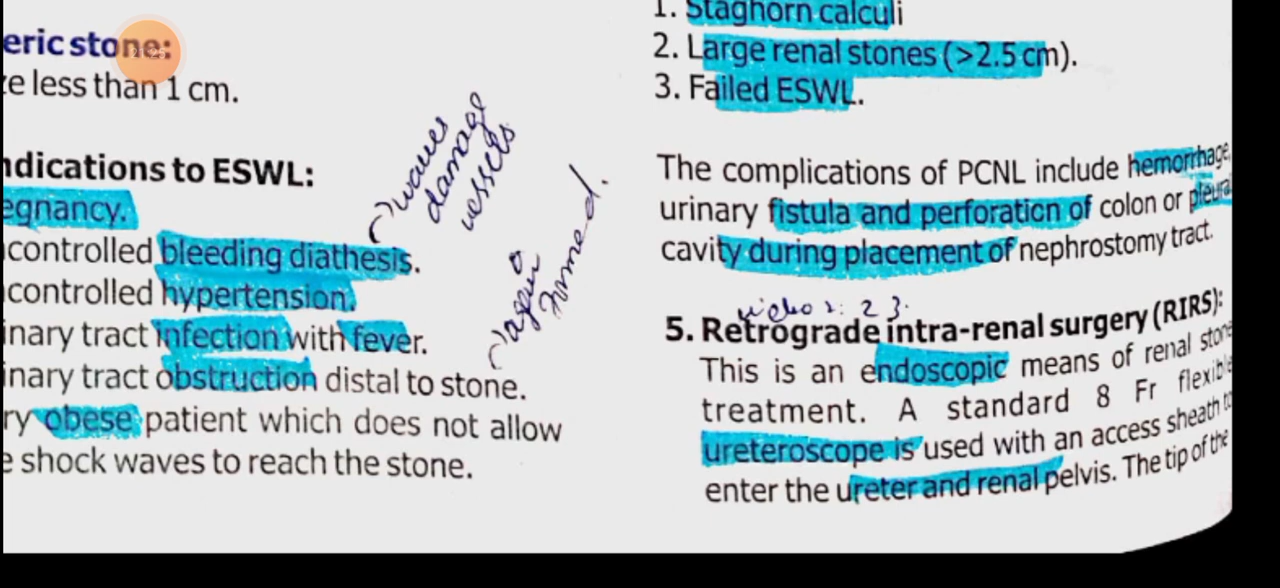 eric stone:
e less than 1 cm.
ndications to ESWL:
egnancy.
controlled bleeding diathesis.
controlled hypertension.
inary tract infection with fever.
inary tract obstruction distal to stone.
ry obese patient which does not allow
e shock waves to reach the stone.
waves
damage
vessels
again
formed.
1. Staghorn calculi
2. Large renal stones (>2.5 cm).
3. Failed ESWL.
The complications of PCNL include hemorrhage,
urinary fistula and perforation of colon or pleural
cavity during placement of nephrostomy tract.
5. Retrograde intra-renal surgery (RIRS):
This is an endoscopic means of renal stone
treatment. A standard 8 Fr flexible
ureteroscope is used with an access sheath to
enter the ureter and renal pelvis. The tip of the